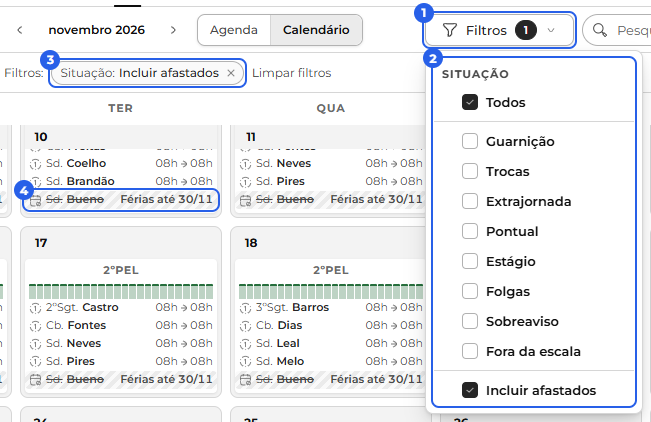 novembro 2026
Agenda
Calendário
1
Filtros 1
Pesqu
2
3
Filtros:
Situação: Incluir afastados ×
Limpar filtros
SITUAÇÃO
Todos
Guarnição
Trocas
Extrajornada
Pontual
Estágio
Folgas
Sobreaviso
Fora da escala
Incluir afastados
TER
QUA
10
Sd. Coelho 08h → 08h
Sd. Brandão 08h → 08h
4
Sd. Bueno Férias até 30/11
11
Sd. Neves 08h → 08h
Sd. Pires 08h → 08h
Sd. Bueno Férias até 30/11
17
2ºPEL
2ºSgt. Castro 08h → 08h
Cb. Fontes 08h → 08h
Sd. Neves 08h → 08h
Sd. Pires 08h → 08h
Sd. Bueno Férias até 30/11
18
2ºPEL
3ºSgt. Barros 08h → 08h
Cb. Dias 08h → 08h
Sd. Leal 08h → 08h
Sd. Melo 08h → 08h
Sd. Bueno Férias até 30/11